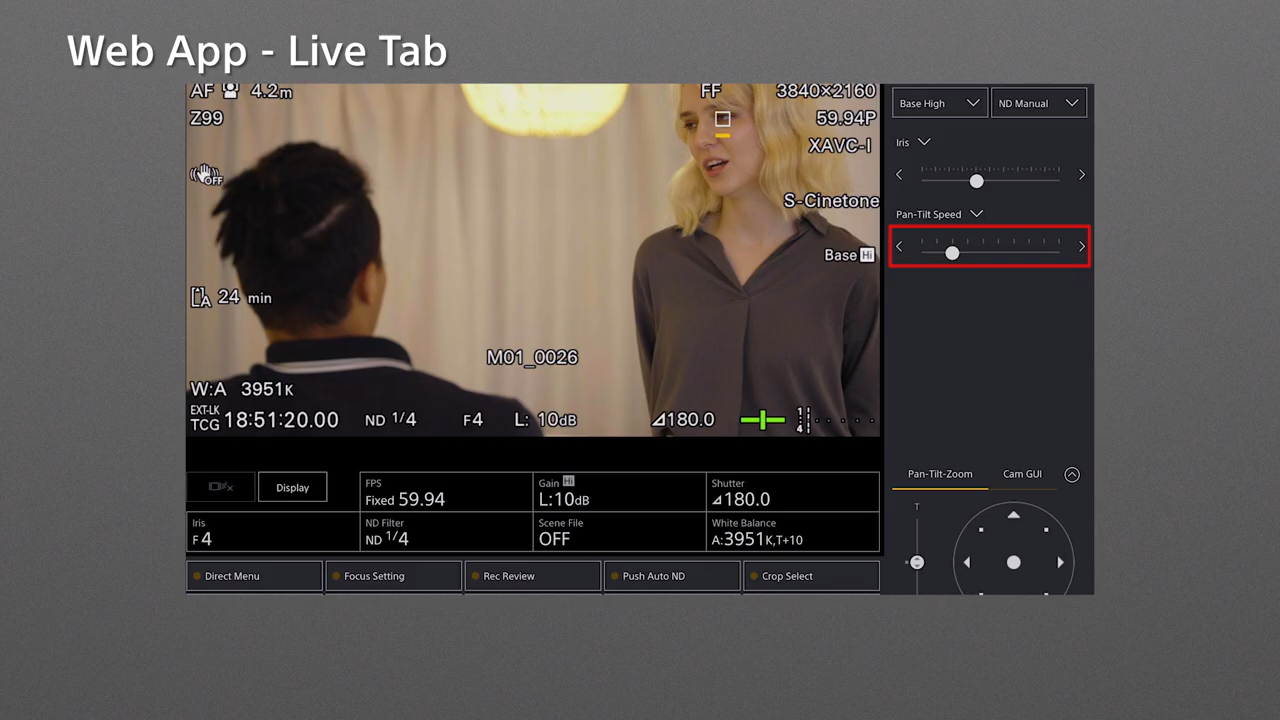 Web App - Live Tab
AF 4.2m FF 3840×2160
Z99 59.94P
XAVC-I
OFF
S-Cinetone
Base Hi
A 24 min
M01_0026
W:A 3951K
EXT-LK
TCG 18:51:20.00 ND 1/4 F4 L: 10dB 180.0 1 4
Base High ND Manual
Iris
Pan-Tilt Speed
Pan-Tilt-Zoom Cam GUI
T
Display
FPS Gain Hi Shutter
Fixed 59.94 L:10dB 180.0
Iris ND Filter Scene File White Balance
F 4 ND 1/4 OFF A:3951K,T+10
Direct Menu Focus Setting Rec Review Push Auto ND Crop Select